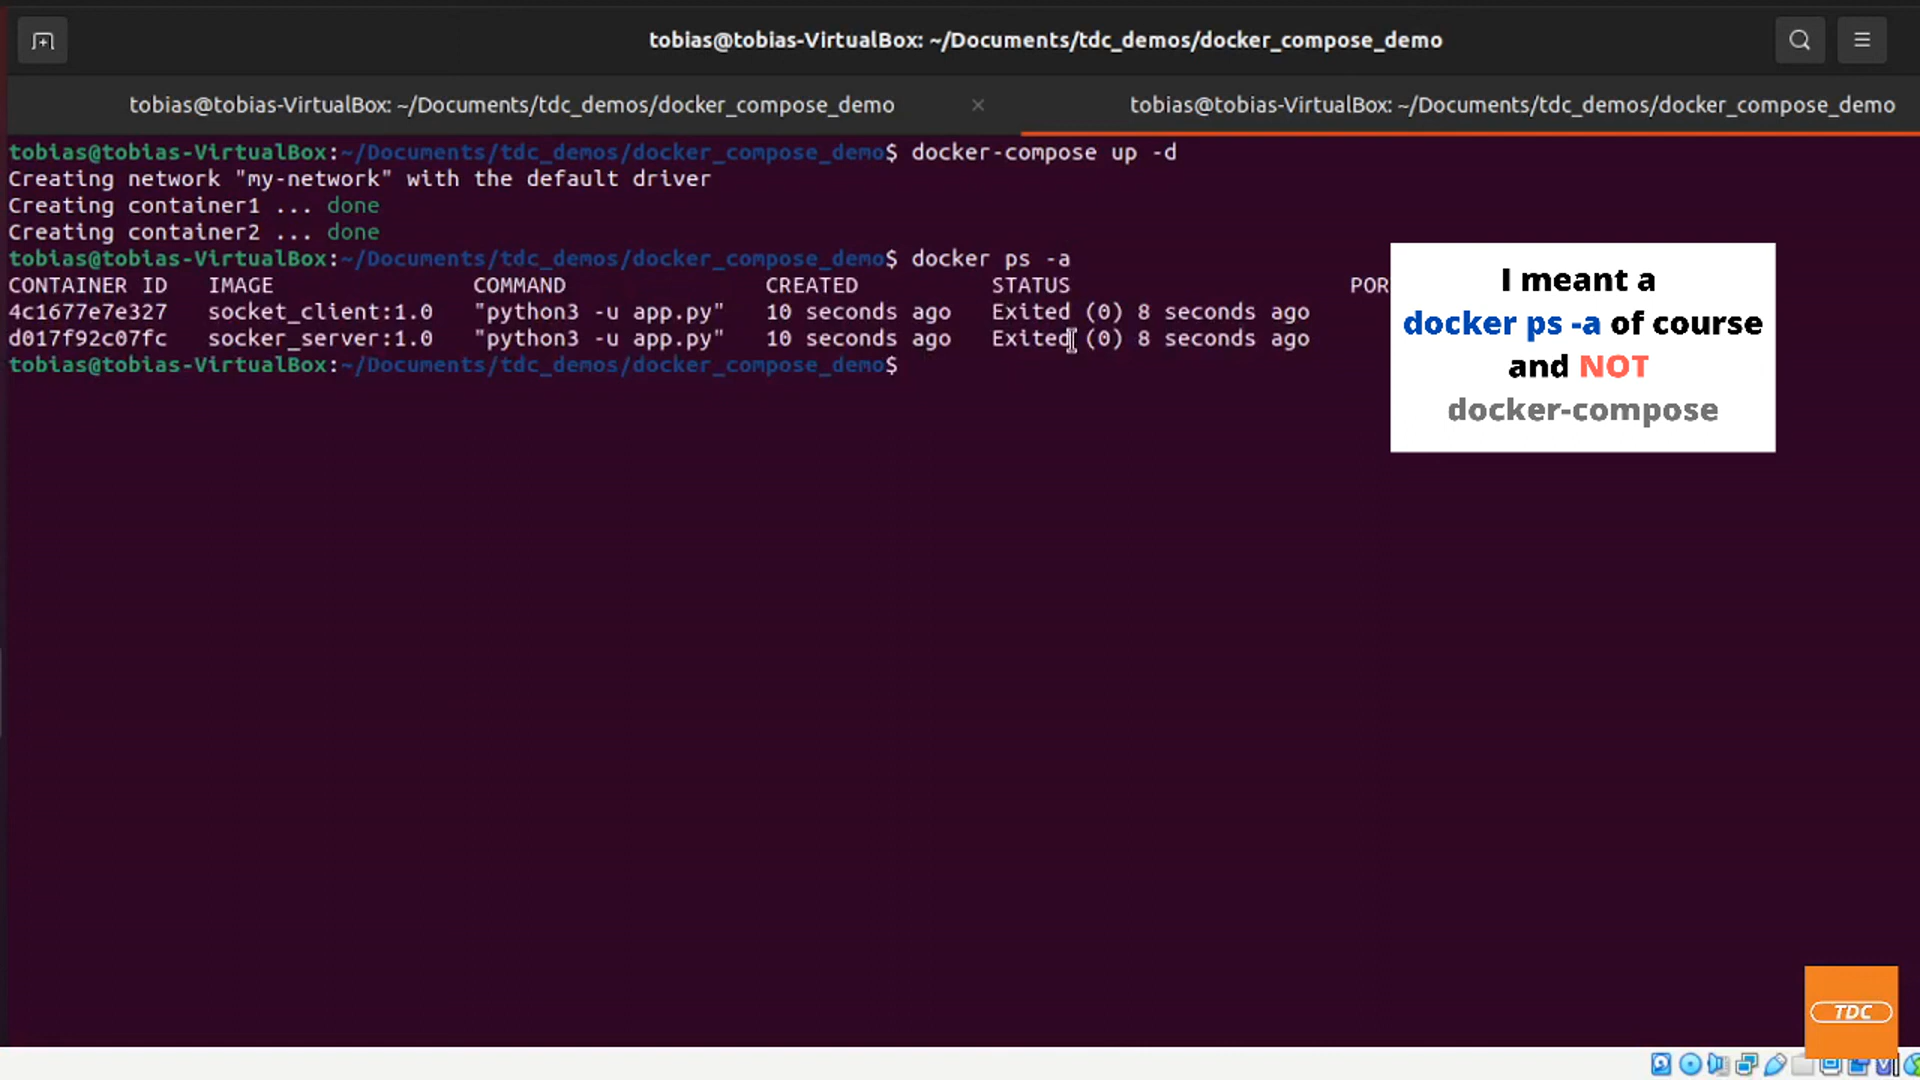 tobias@tobias-VirtualBox: ~/Documents/tdc_demos/docker_compose_demo
tobias@tobias-VirtualBox: ~/Documents/tdc_demos/docker_compose_demo × tobias@tobias-VirtualBox: ~/Documents/tdc_demos/docker_compose_demo
tobias@tobias-VirtualBox:~/Documents/tdc_demos/docker_compose_demo$ docker-compose up -d
Creating network "my-network" with the default driver
Creating container1 ... done
Creating container2 ... done
tobias@tobias-VirtualBox:~/Documents/tdc_demos/docker_compose_demo$ docker ps -a
CONTAINER ID IMAGE COMMAND CREATED STATUS POR
4c1677e7e327 socket_client:1.0 "python3 -u app.py" 10 seconds ago Exited (0) 8 seconds ago
d017f92c07fc socker_server:1.0 "python3 -u app.py" 10 seconds ago Exited (0) 8 seconds ago
tobias@tobias-VirtualBox:~/Documents/tdc_demos/docker_compose_demo$
I meant a
docker ps -a of course
and NOT
docker-compose
TDC